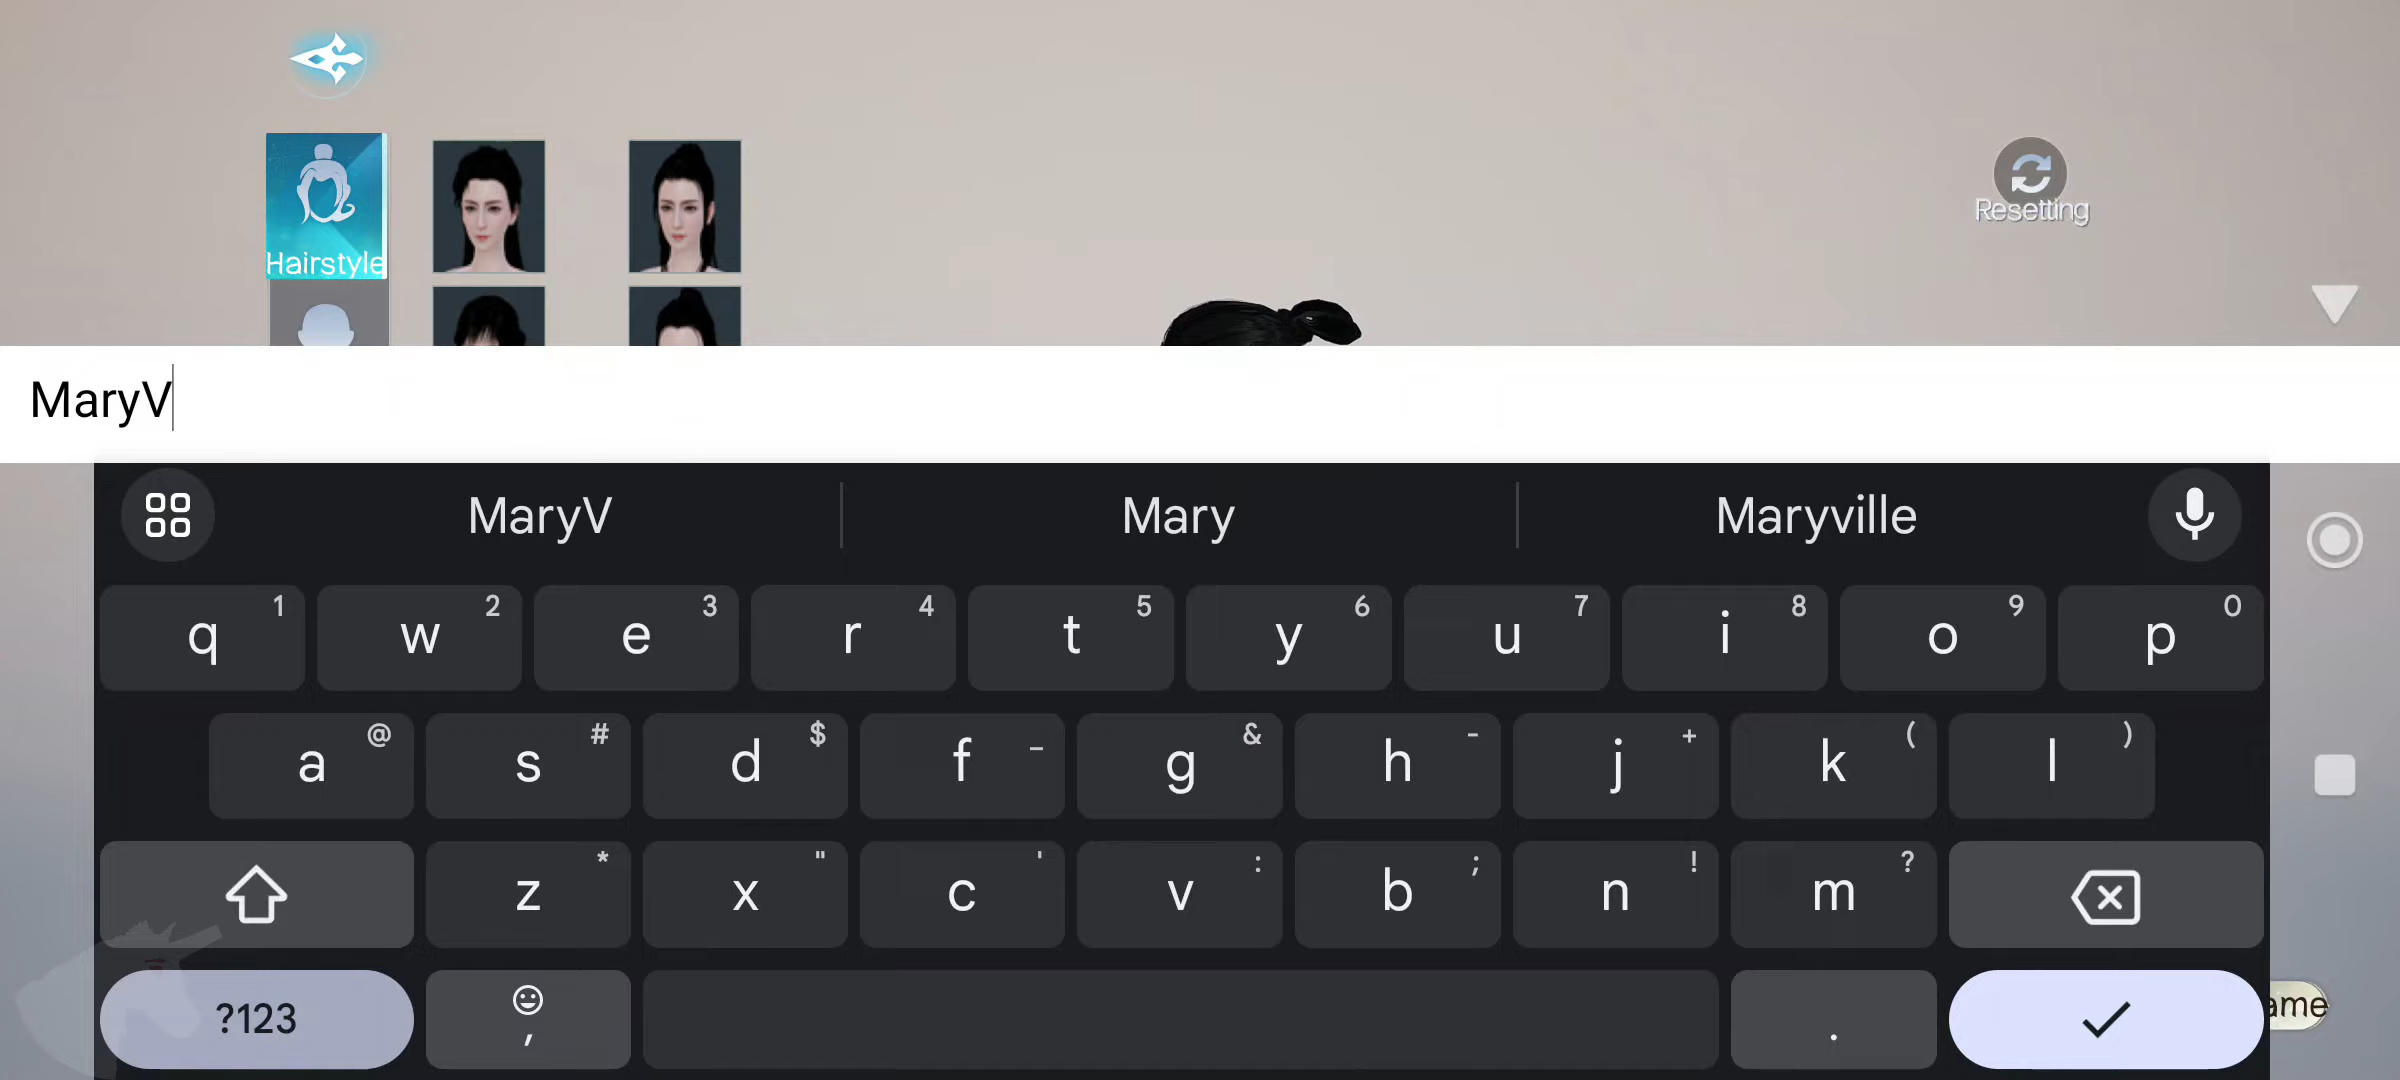 Hairstyle
Resetting
MaryV
MaryV Mary Maryville
q 1 w 2 e 3 r 4 t 5 y 6 u 7 i 8 o 9 p 0
a @ s # d $ f _ g & h - j + k ( l )
z * x " c ' v : b ; n ! m ?
?123 , .
ame